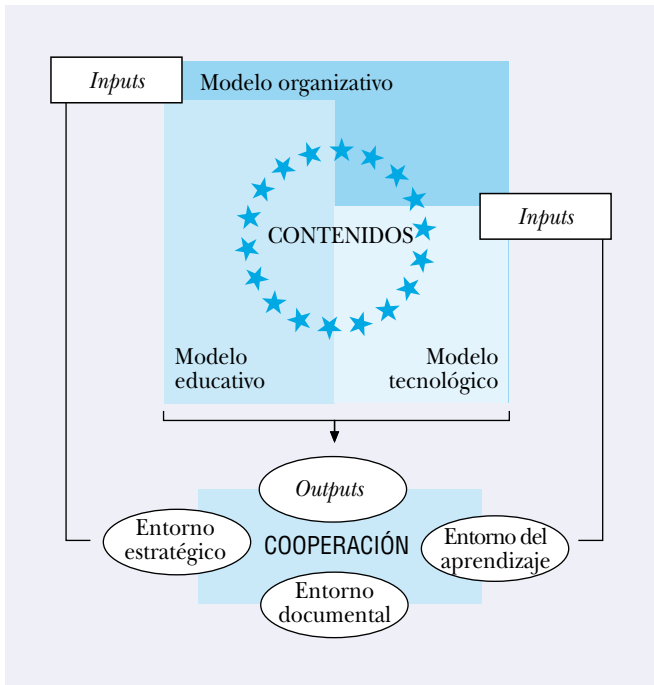 Inputs
Modelo organizativo
Inputs
CONTENIDOS
Modelo
educativo
Modelo
tecnológico
Outputs
Entorno
estratégico
COOPERACIÓN
Entorno del
aprendizaje
Entorno
documental